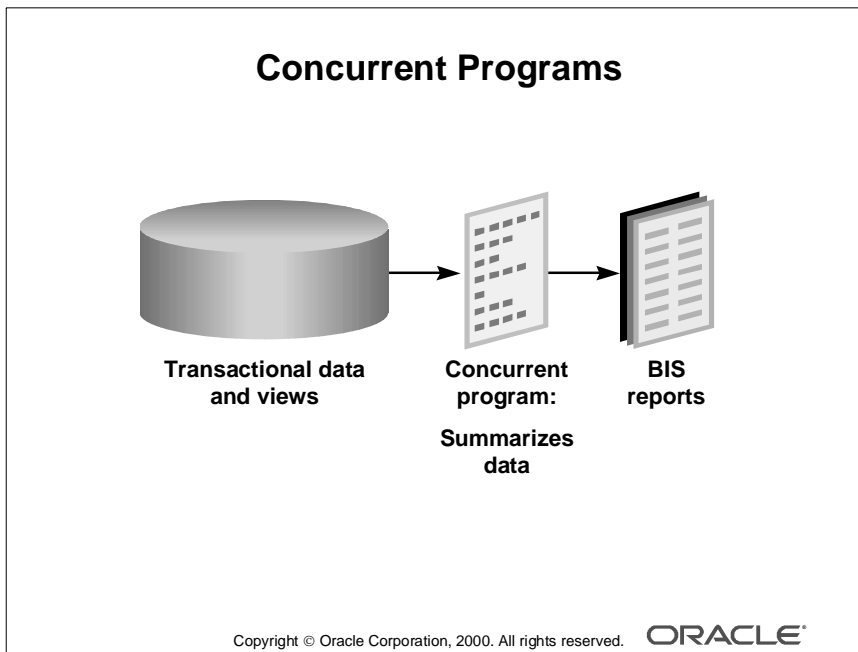 Concurrent Programs
Transactional data
and views
Concurrent
program:
Summarizes
data
BIS
reports
Copyright © Oracle Corporation, 2000. All rights reserved.
ORACLE®